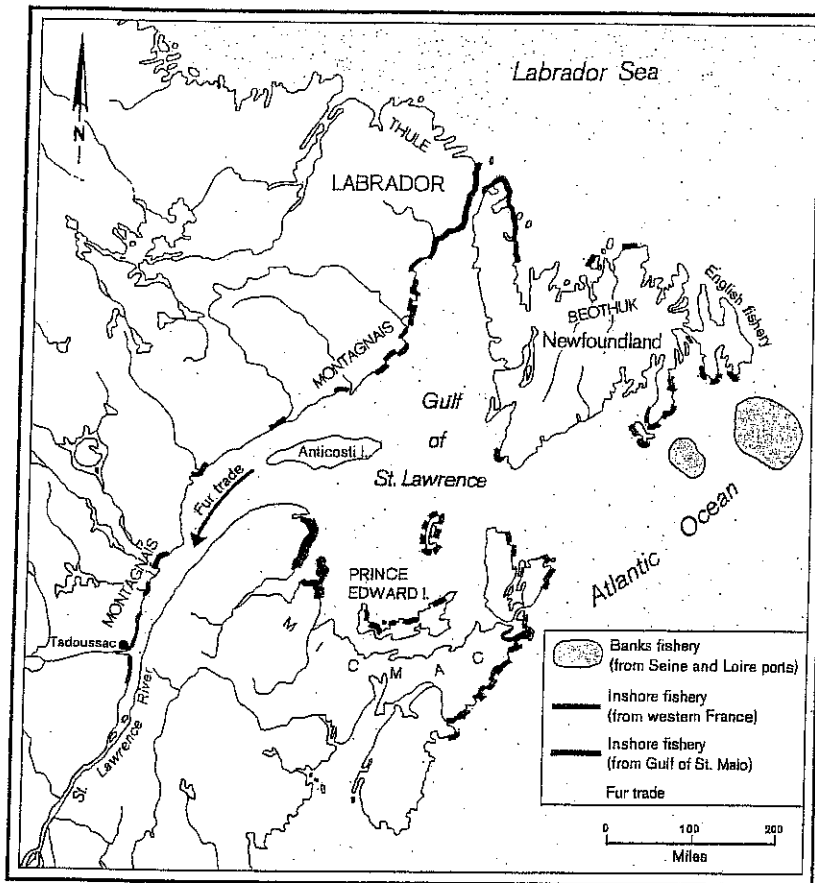 Labrador Sea
N
THULE
LABRADOR
BEOTHUK
Newfoundland
English fishery
MONTAGNAIS
Gulf
of
St. Lawrence
Anticosti I.
Fur trade
Atlantic Ocean
MONTAGNAIS
PRINCE
EDWARD I.
M I C M A C
Tadoussac
St. Lawrence River
Banks fishery
(from Seine and Loire ports)
Inshore fishery
(from western France)
Inshore fishery
(from Gulf of St. Malo)
Fur trade
0 100 200
Miles